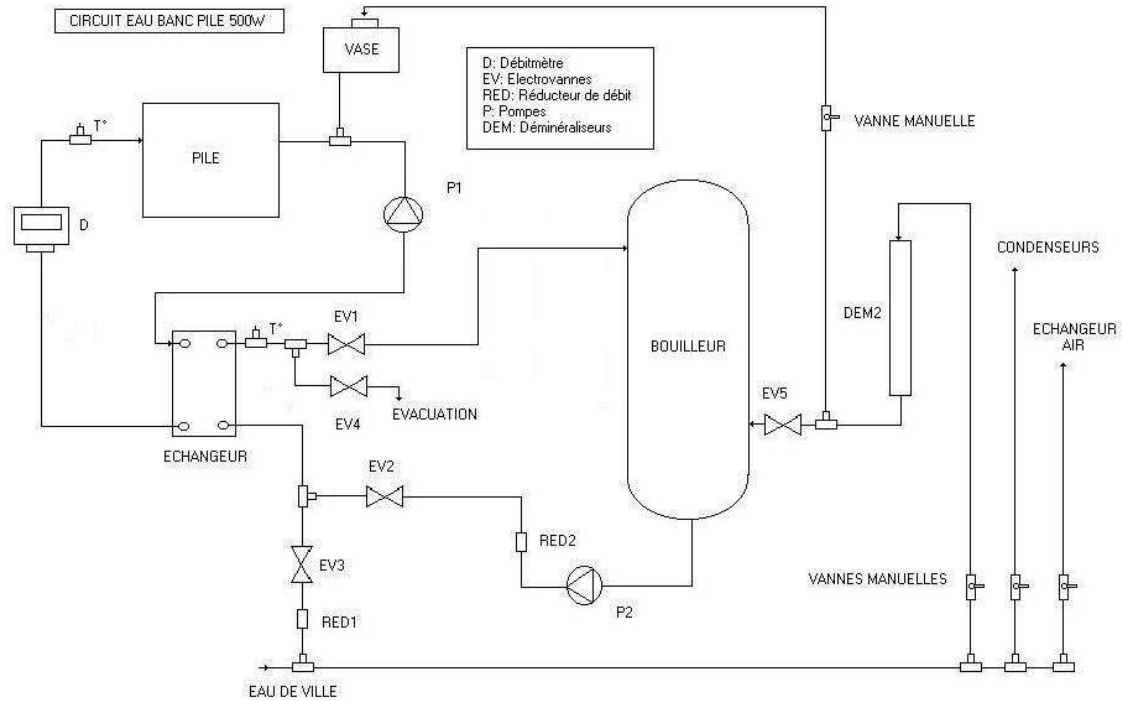 CIRCUIT EAU BANC PILE 500W
VASE
D: Débitmètre
EV: Electrovannes
RED: Réducteur de débit
P: Pompes
DEM: Déminéraliseurs
T°
PILE
VANNE MANUELLE
P1
D
CONDENSEURS
T°
EV1
DEM2
ECHANGEUR
AIR
BOUILLEUR
EV5
EVACUATION
EV4
ECHANGEUR
EV2
RED2
EV3
VANNES MANUELLES
P2
RED1
EAU DE VILLE